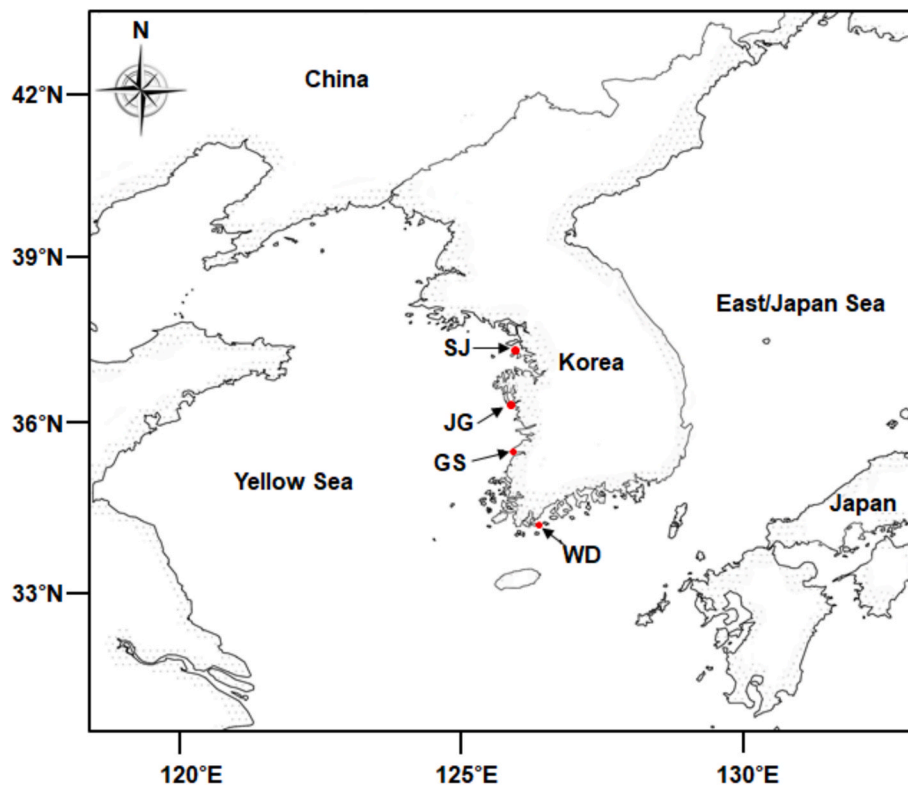 N
China
42°N
39°N
East/Japan Sea
SJ
Korea
JG
36°N
GS
Yellow Sea
Japan
WD
33°N
120°E
125°E
130°E